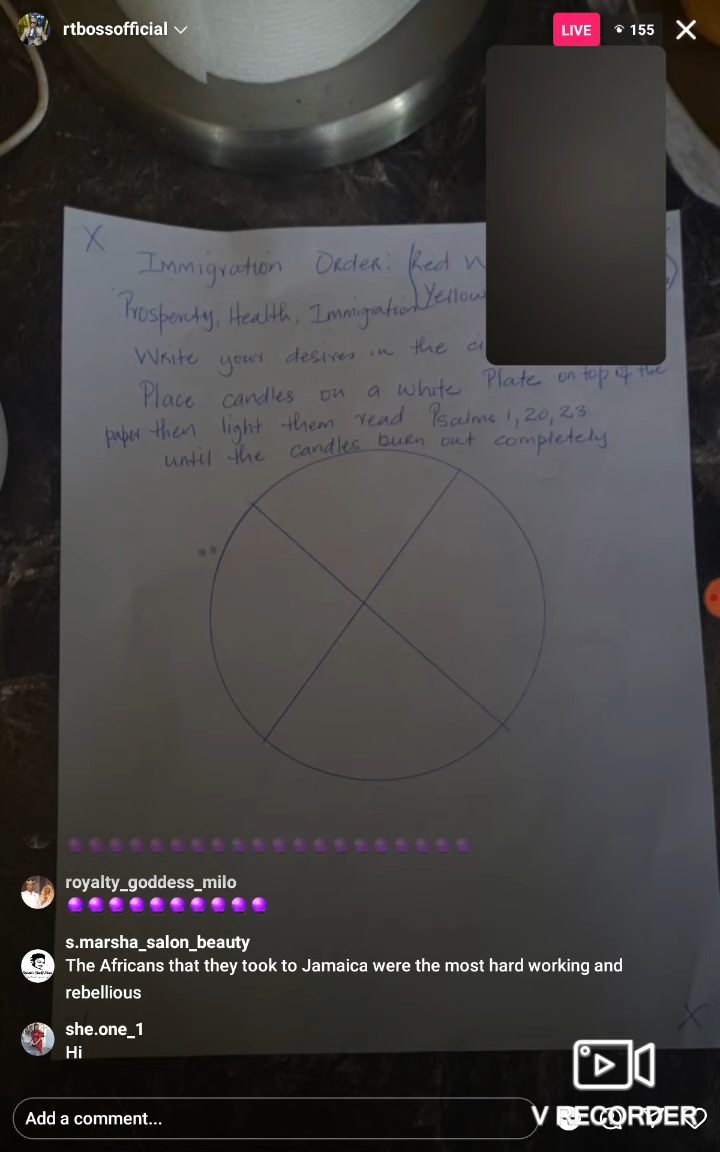 rtbossofficial
LIVE
155
X
Immigration Order: (Red W
Prosperity, Health, Immigration
Yellow
Write your desires in the ci
Place candles on a white Plate on top of the
paper then light them read Psalms 1, 20, 23
until the candles burn out completely
royalty_goddess_milo
s.marsha_salon_beauty
The Africans that they took to Jamaica were the most hard working and
rebellious
X
she.one_1
Hi
Add a comment...
V RECORDER